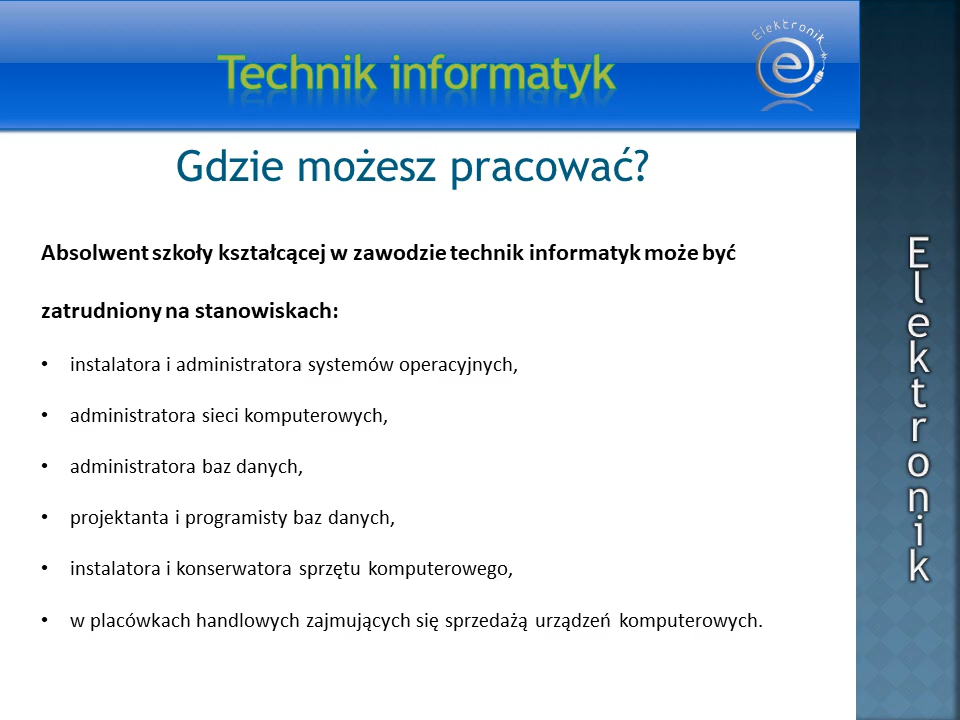 Technik informatyk
Elektronik
e
Gdzie możesz pracować?
Absolwent szkoły kształcącej w zawodzie technik informatyk może być
zatrudniony na stanowiskach:
• instalatora i administratora systemów operacyjnych,
• administratora sieci komputerowych,
• administratora baz danych,
• projektanta i programisty baz danych,
• instalatora i konserwatora sprzętu komputerowego,
• w placówkach handlowych zajmujących się sprzedażą urządzeń komputerowych.
Elektronik